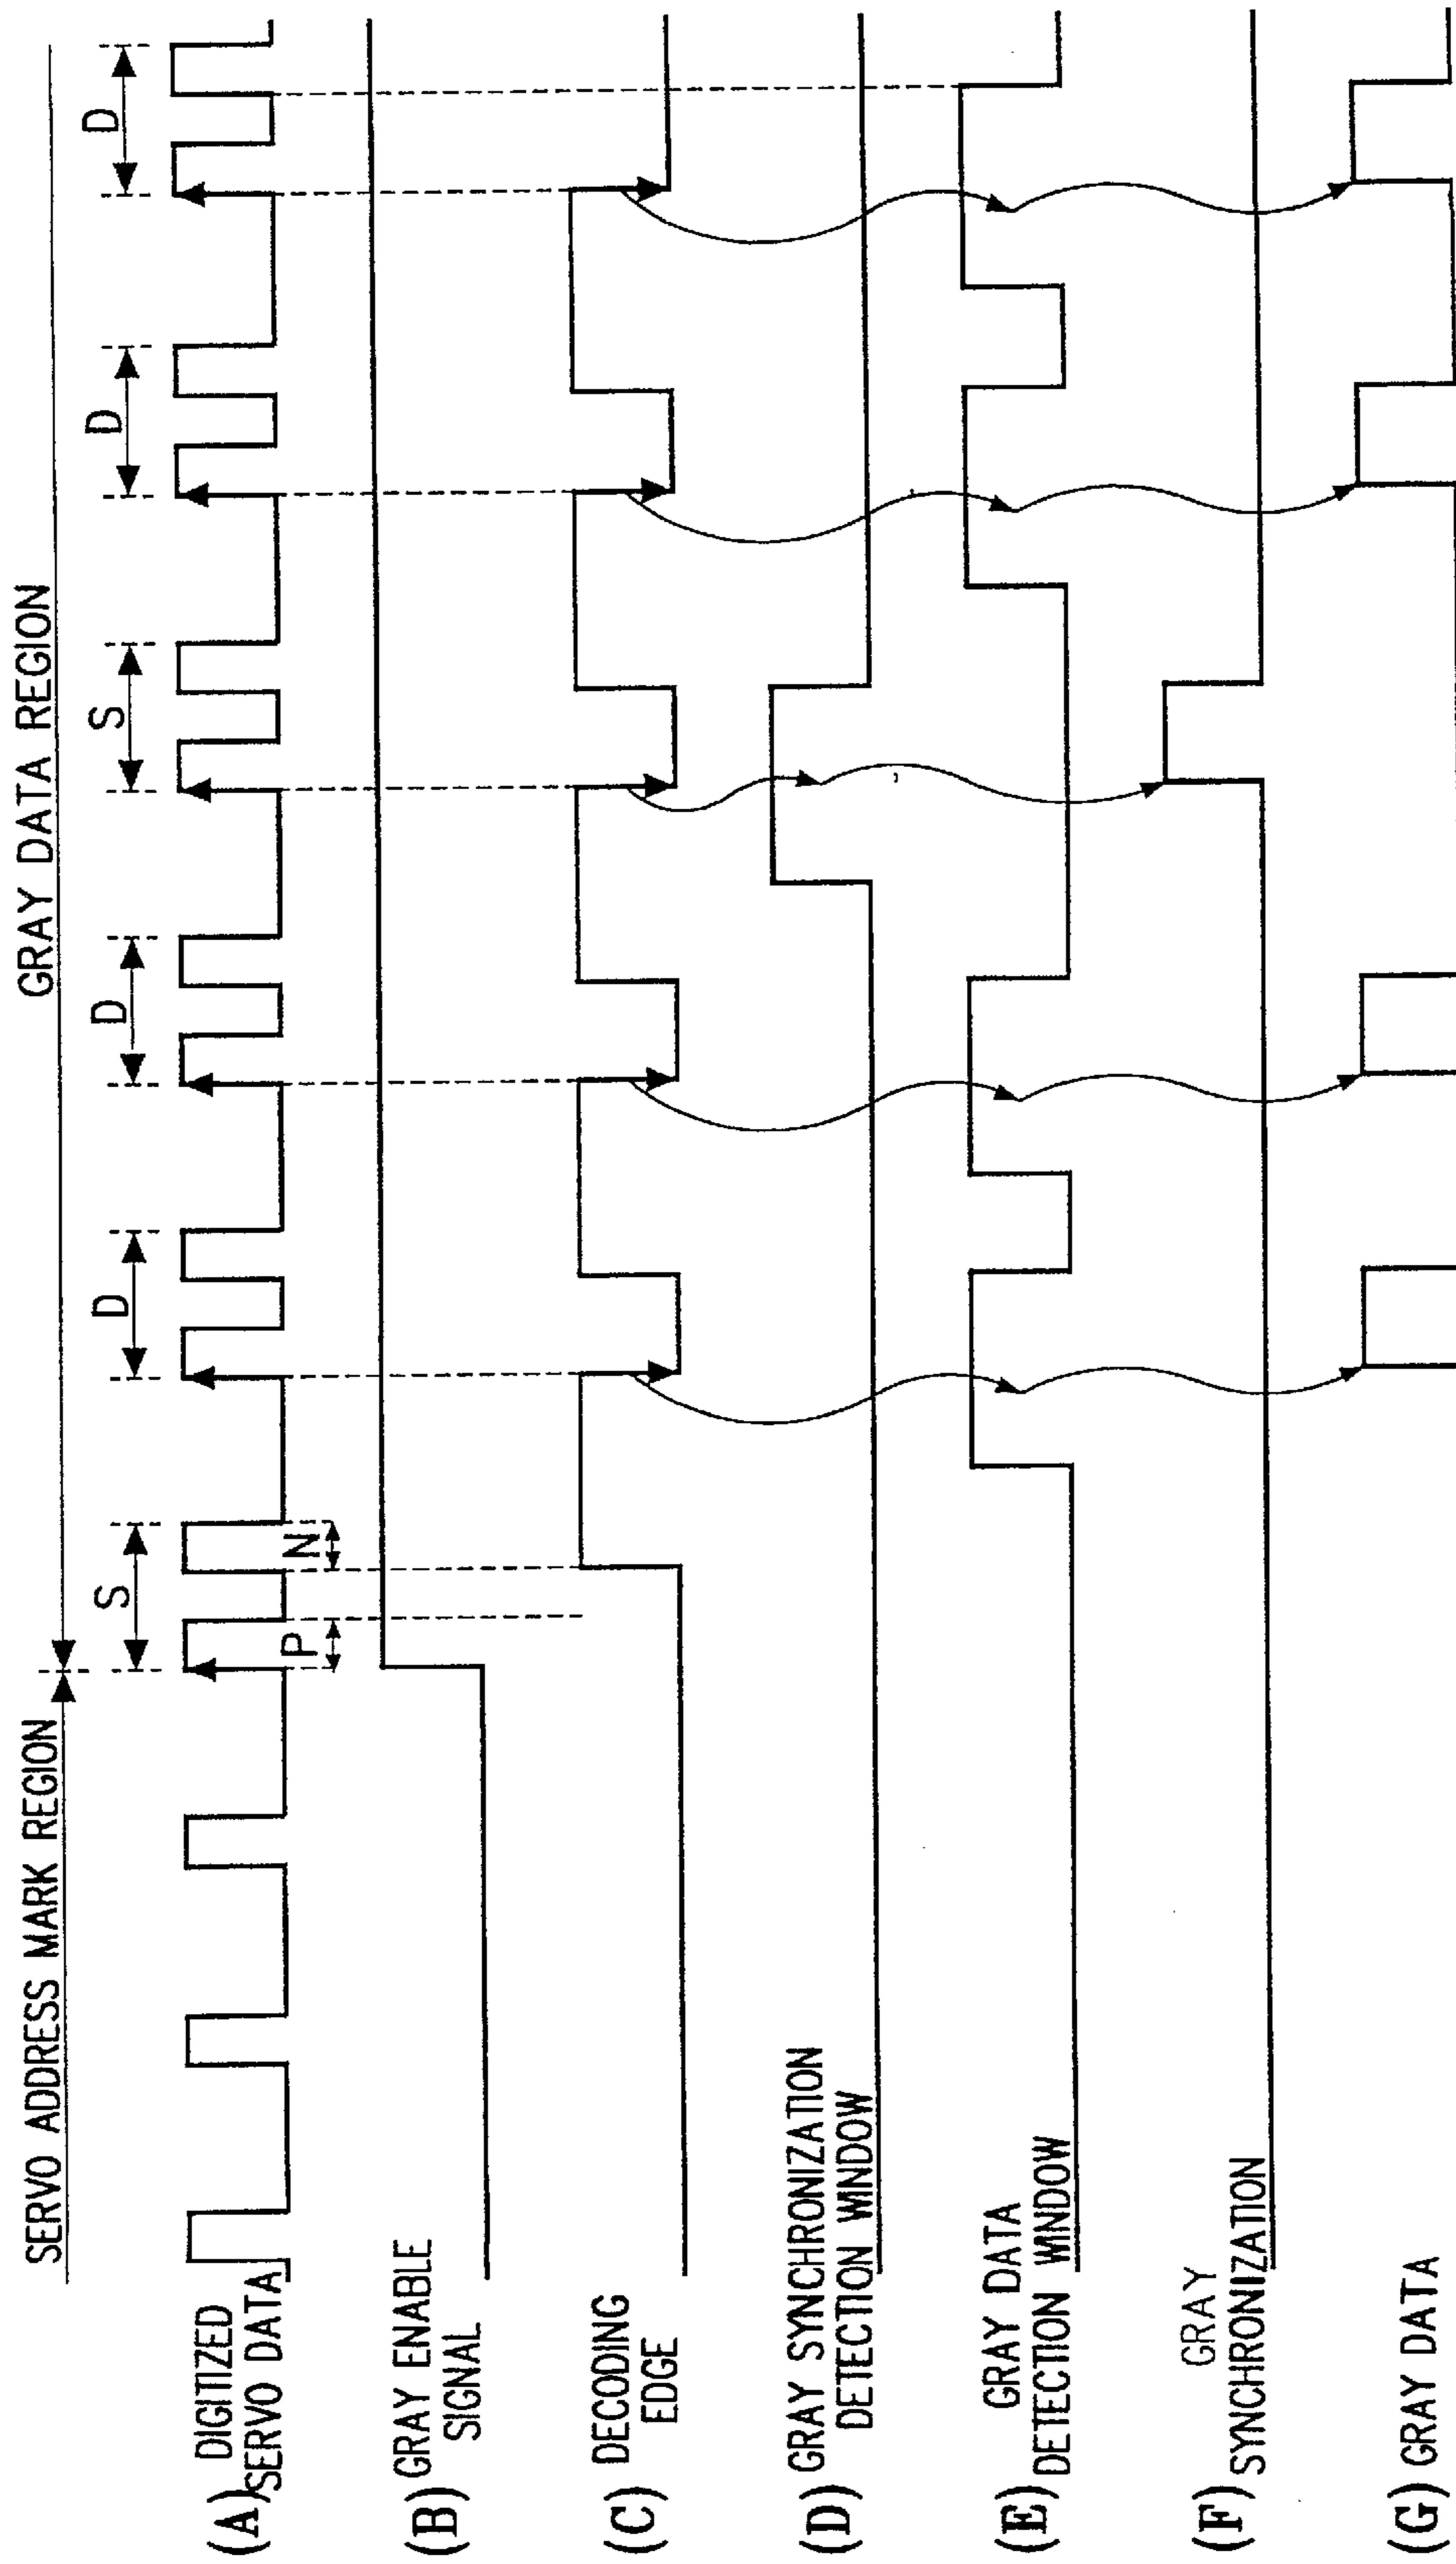 SERVO ADDRESS MARK REGION
GRAY DATA REGION
S
D
D
S
D
D
P
N
(A) DIGITIZED
SERVO DATA
(B) GRAY ENABLE
SIGNAL
(C) DECODING
EDGE
(D) GRAY SYNCHRONIZATION
DETECTION WINDOW
(E) GRAY DATA
DETECTION WINDOW
(F) GRAY
SYNCHRONIZATION
(G) GRAY DATA